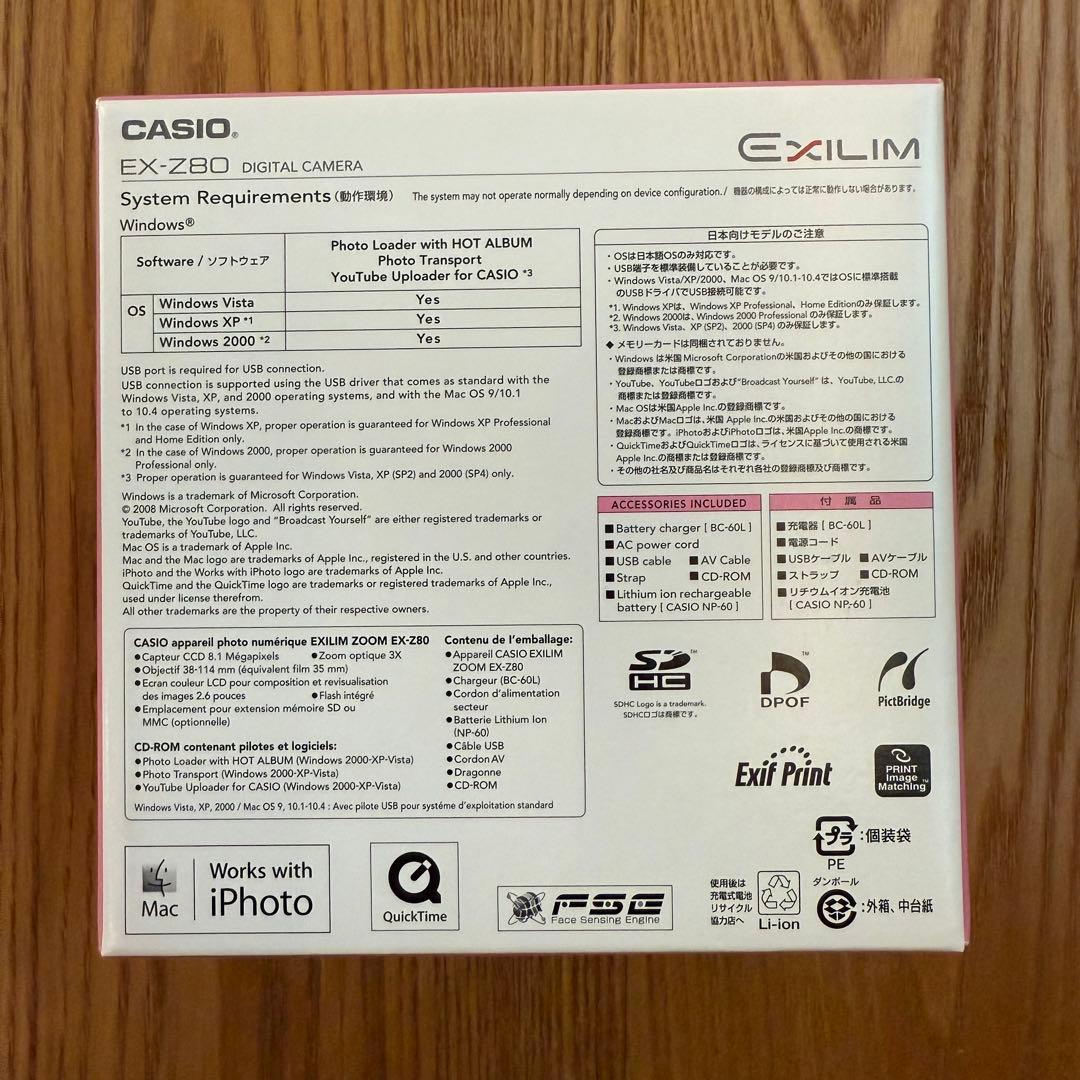 CASIO®
EXILIM
EX-Z80 DIGITAL CAMERA
System Requirements (動作環境) The system may not operate normally depending on device configuration./ 機器の構成によっては正常に動作しない場合があります。
Windows®
Software / ソフトウェア
Photo Loader with HOT ALBUM
Photo Transport
YouTube Uploader for CASIO *3
OS
Windows Vista Yes
Windows XP *1 Yes
Windows 2000 *2 Yes
USB port is required for USB connection.
USB connection is supported using the USB driver that comes as standard with the
Windows Vista, XP, and 2000 operating systems, and with the Mac OS 9/10.1
to 10.4 operating systems.
*1 In the case of Windows XP, proper operation is guaranteed for Windows XP Professional
and Home Edition only.
*2 In the case of Windows 2000, proper operation is guaranteed for Windows 2000
Professional only.
*3 Proper operation is guaranteed for Windows Vista, XP (SP2) and 2000 (SP4) only.
Windows is a trademark of Microsoft Corporation.
© 2008 Microsoft Corporation. All rights reserved.
YouTube, the YouTube logo and "Broadcast Yourself" are either registered trademarks or
trademarks of YouTube, LLC.
Mac OS is a trademark of Apple Inc.
Mac and the Mac logo are trademarks of Apple Inc., registered in the U.S. and other countries.
iPhoto and the Works with iPhoto logo are trademarks of Apple Inc.
QuickTime and the QuickTime logo are trademarks or registered trademarks of Apple Inc.,
used under license therefrom.
All other trademarks are the property of their respective owners.
日本向けモデルのご注意
・OSは日本語OSのみ対応です。
・USB端子を標準装備していることが必要です。
・Windows Vista/XP/2000、Mac OS 9/10.1-10.4ではOSに標準搭載
のUSBドライバでUSB接続可能です。
*1. Windows XPは、Windows XP Professional、Home Editionのみ保証します。
*2. Windows 2000は、Windows 2000 Professional のみ保証します。
*3. Windows Vista、XP (SP2)、2000 (SP4) のみ保証します。
◆ メモリーカードは同梱されておりません。
・Windows は米国 Microsoft Corporationの米国およびその他の国における
登録商標または商標です。
・YouTube、YouTubeロゴおよび"Broadcast Yourself" は、YouTube, LLC.の
商標または登録商標です。
・Mac OSは米国Apple Inc.の登録商標です。
・MacおよびMacロゴは、米国 Apple Inc.の米国およびその他の国における
登録商標です。iPhotoおよびiPhotoロゴは、米国Apple Inc.の商標です。
・QuickTimeおよびQuickTimeロゴは、ライセンスに基づいて使用される米国
Apple Inc.の商標または登録商標です。
・その他の社名及び商品名はそれぞれ各社の登録商標及び商標です。
ACCESSORIES INCLUDED
■Battery charger [ BC-60L ]
■AC power cord
■USB cable ■AV Cable
■Strap ■CD-ROM
■Lithium ion rechargeable
battery [ CASIO NP-60 ]
付属品
■充電器 [ BC-60L ]
■電源コード
■USBケーブル ■AVケーブル
■ストラップ ■CD-ROM
■リチウムイオン充電池
[ CASIO NP-60 ]
CASIO appareil photo numérique EXILIM ZOOM EX-Z80
●Capteur CCD 8.1 Mégapixels ●Zoom optique 3X
●Objectif 38-114 mm (équivalent film 35 mm)
●Ecran couleur LCD pour composition et revisualisation
des images 2.6 pouces ●Flash intégré
●Emplacement pour extension mémoire SD ou
MMC (optionnelle)
CD-ROM contenant pilotes et logiciels:
●Photo Loader with HOT ALBUM (Windows 2000-XP-Vista)
●Photo Transport (Windows 2000-XP-Vista)
●YouTube Uploader for CASIO (Windows 2000-XP-Vista)
Windows Vista, XP, 2000 / Mac OS 9, 10.1-10.4 : Avec pilote USB pour systéme d'exploitation standard
Contenu de l'emballage:
●Appareil CASIO EXILIM
ZOOM EX-Z80
●Chargeur (BC-60L)
●Cordon d'alimentation
secteur
●Batterie Lithium Ion
(NP-60)
●Câble USB
●Cordon AV
●Dragonne
●CD-ROM
SD HC™
SDHC Logo is a trademark.
SDHCロゴは商標です。
™
DPOF
PictBridge
Exif Print
PRINT
Image
Matching™
プラ :個装袋
PE
Mac
Works with
iPhoto
QuickTime
FSE
Face Sensing Engine
使用後は
充電式電池
リサイクル
協力店へ
Li-ion
ダンボール
:外箱、中台紙